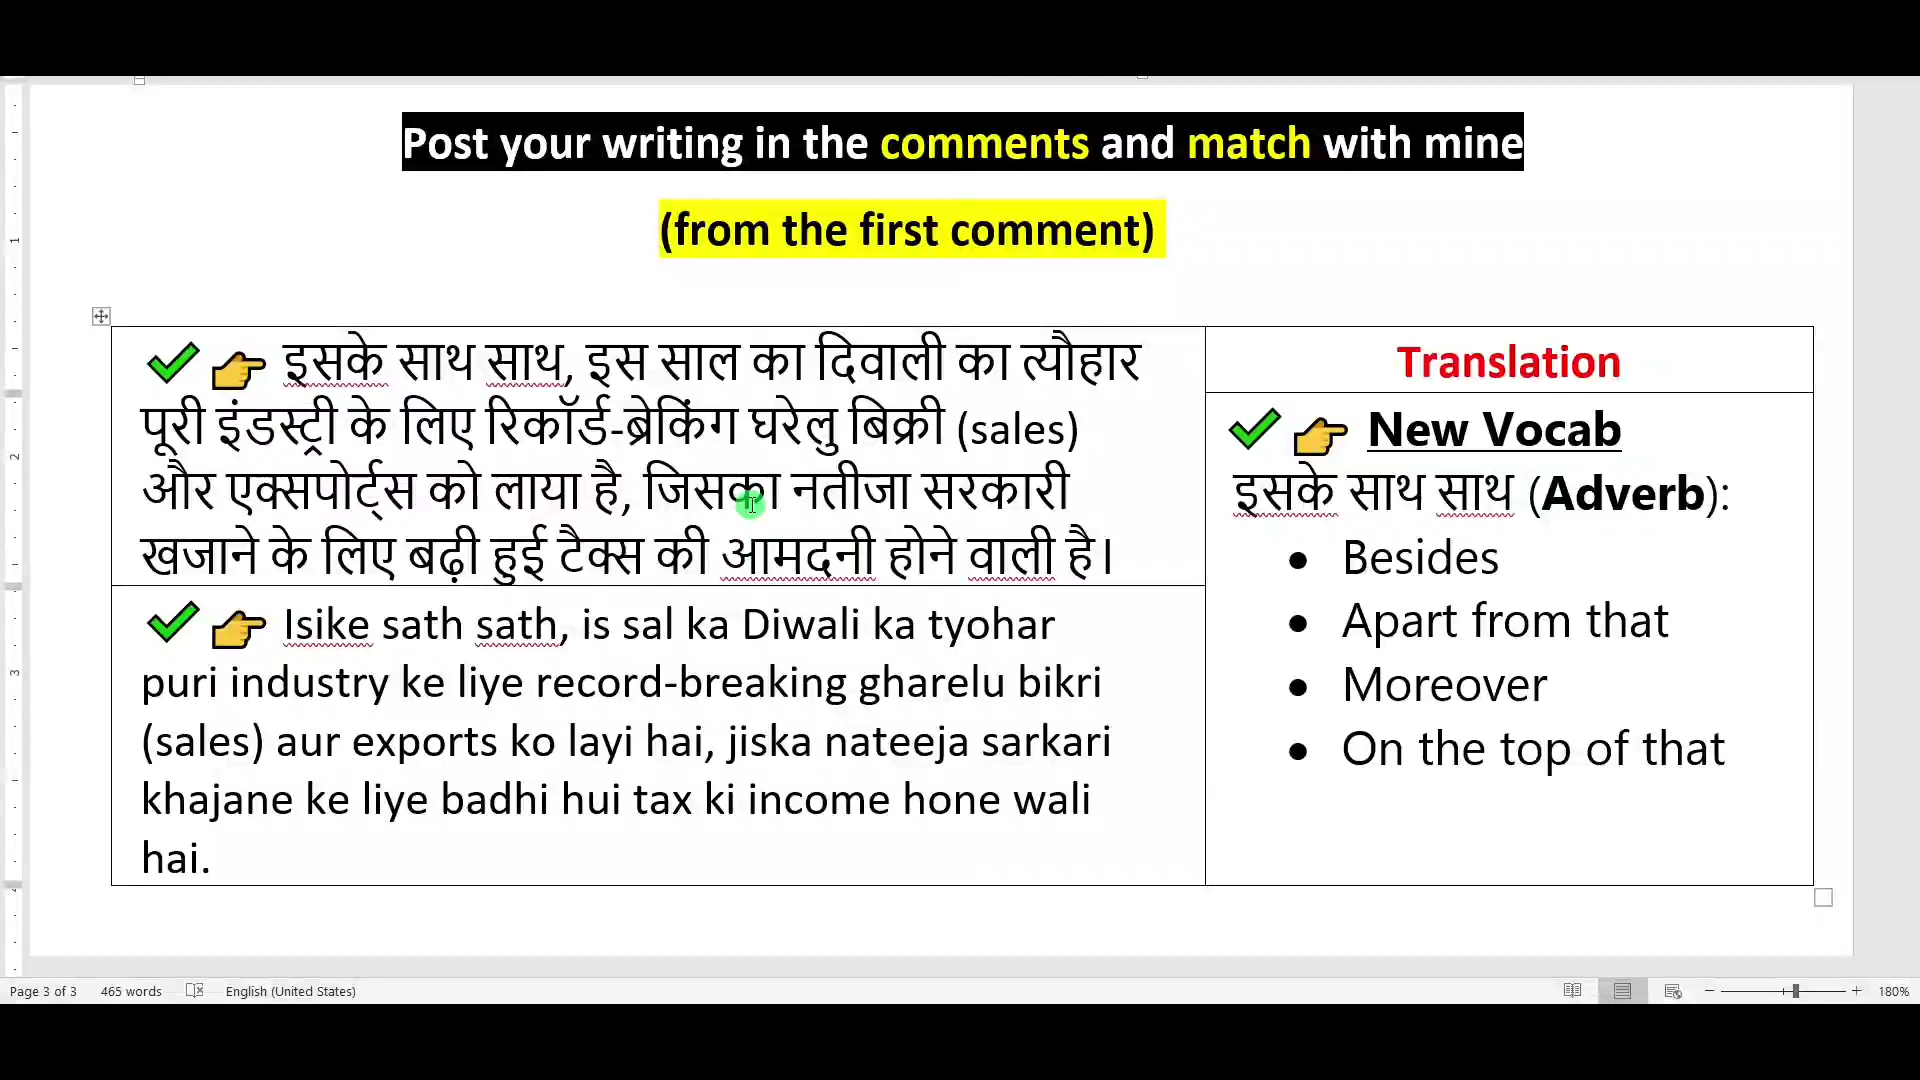 Post your writing in the comments and match with mine
(from the first comment)
इसके साथ साथ, इस साल का दिवाली का त्यौहार
पूरी इंडस्ट्री के लिए रिकॉर्ड-ब्रेकिंग घरेलु बिक्री (sales)
और एक्सपोर्ट्स को लाया है, जिसका नतीजा सरकारी
खजाने के लिए बढ़ी हुई टैक्स की आमदनी होने वाली है।
Isike sath sath, is sal ka Diwali ka tyohar
puri industry ke liye record-breaking gharelu bikri
(sales) aur exports ko layi hai, jiska nateeja sarkari
khajane ke liye badhi hui tax ki income hone wali
hai.
Translation
New Vocab
इसके साथ साथ (Adverb):
• Besides
• Apart from that
• Moreover
• On the top of that
Page 3 of 3 465 words English (United States) 180%